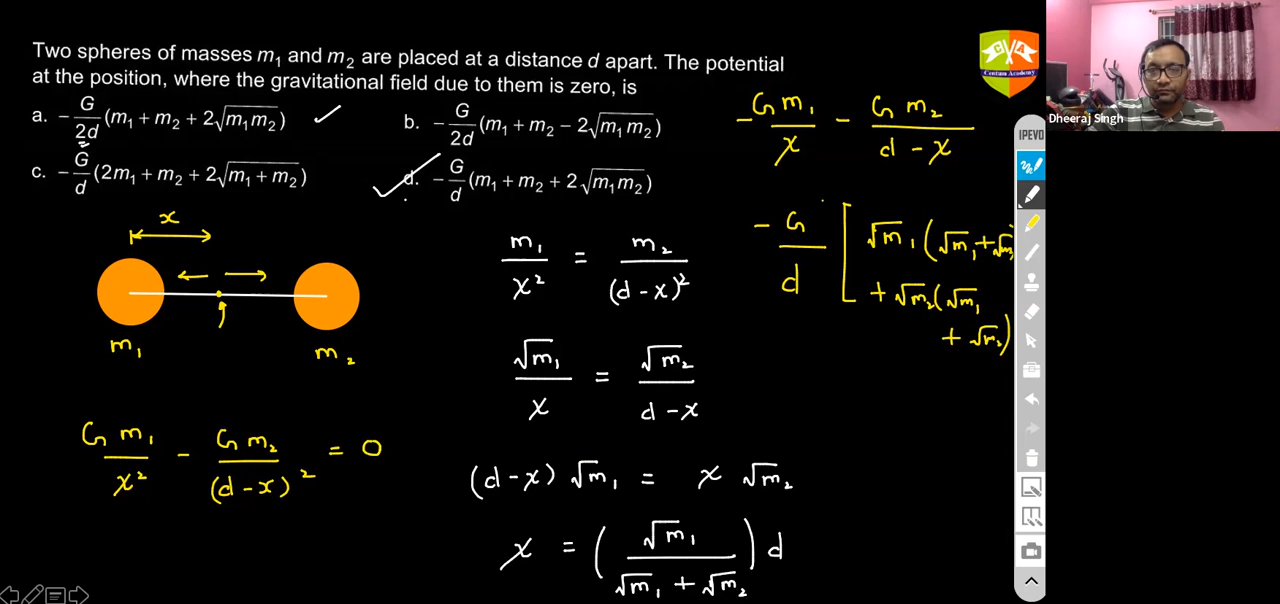 Two spheres of masses m₁ and m₂ are placed at a distance d apart. The potential
at the position, where the gravitational field due to them is zero, is
a. -G/2d (m₁ + m₂ + 2√(m₁m₂)) ✓
b. -G/2d (m₁ + m₂ - 2√(m₁m₂))
c. -G/d (2m₁ + m₂ + 2√(m₁ + m₂))
d. -G/d (m₁ + m₂ + 2√(m₁m₂))
x
m₁
m₂
Gm₁/x² - Gm₂/(d-x)² = 0
m₁/x² = m₂/(d-x)²
√m₁/x = √m₂/(d-x)
(d-x)√m₁ = x√m₂
x = (√m₁/(√m₁ + √m₂)) d
-Gm₁/x - Gm₂/(d-x)
-G/d [√m₁(√m₁ + √m
+ √m₂(√m₁
+ √m₂)
Centum Academy
Dheeraj Singh
IPEVO